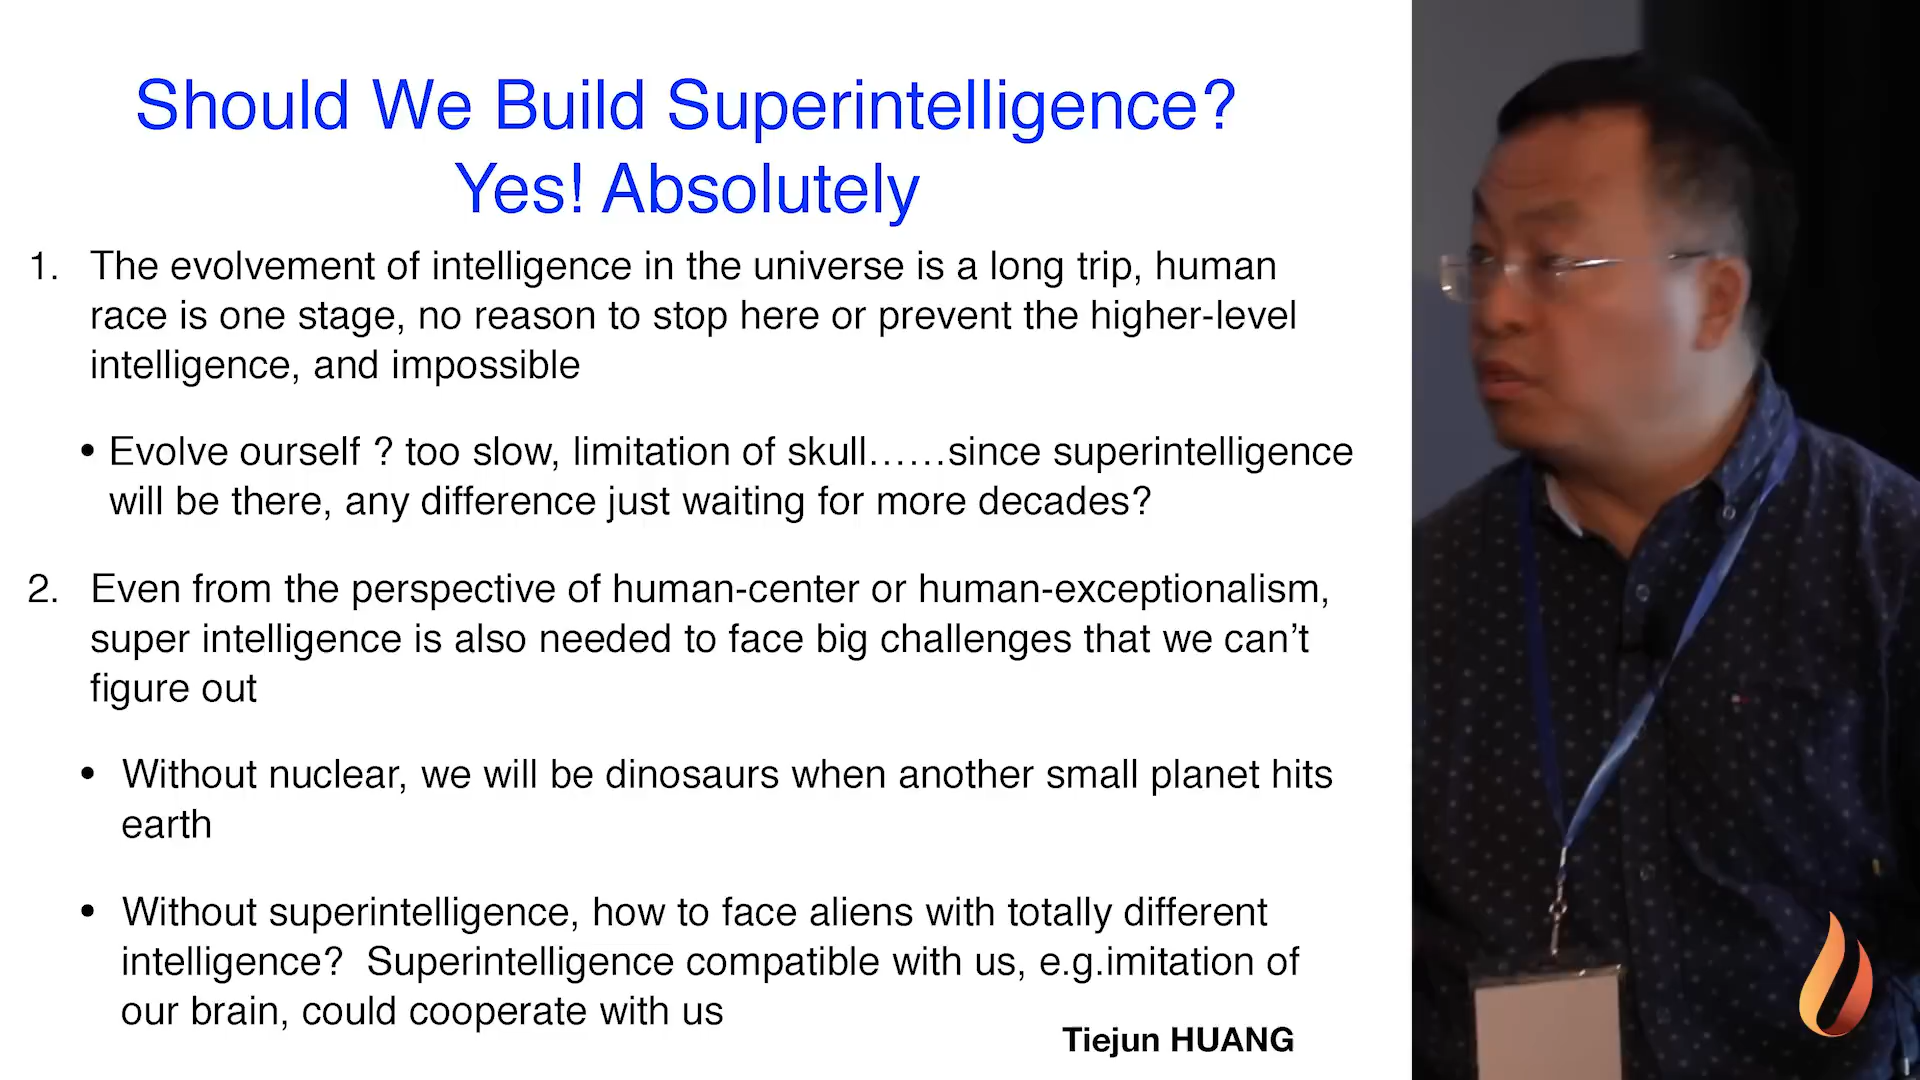 Should We Build Superintelligence?
Yes! Absolutely
1. The evolvement of intelligence in the universe is a long trip, human
race is one stage, no reason to stop here or prevent the higher-level
intelligence, and impossible
• Evolve ourself ? too slow, limitation of skull……since superintelligence
will be there, any difference just waiting for more decades?
2. Even from the perspective of human-center or human-exceptionalism,
super intelligence is also needed to face big challenges that we can’t
figure out
• Without nuclear, we will be dinosaurs when another small planet hits
earth
• Without superintelligence, how to face aliens with totally different
intelligence?  Superintelligence compatible with us, e.g.imitation of
our brain, could cooperate with us
Tiejun HUANG